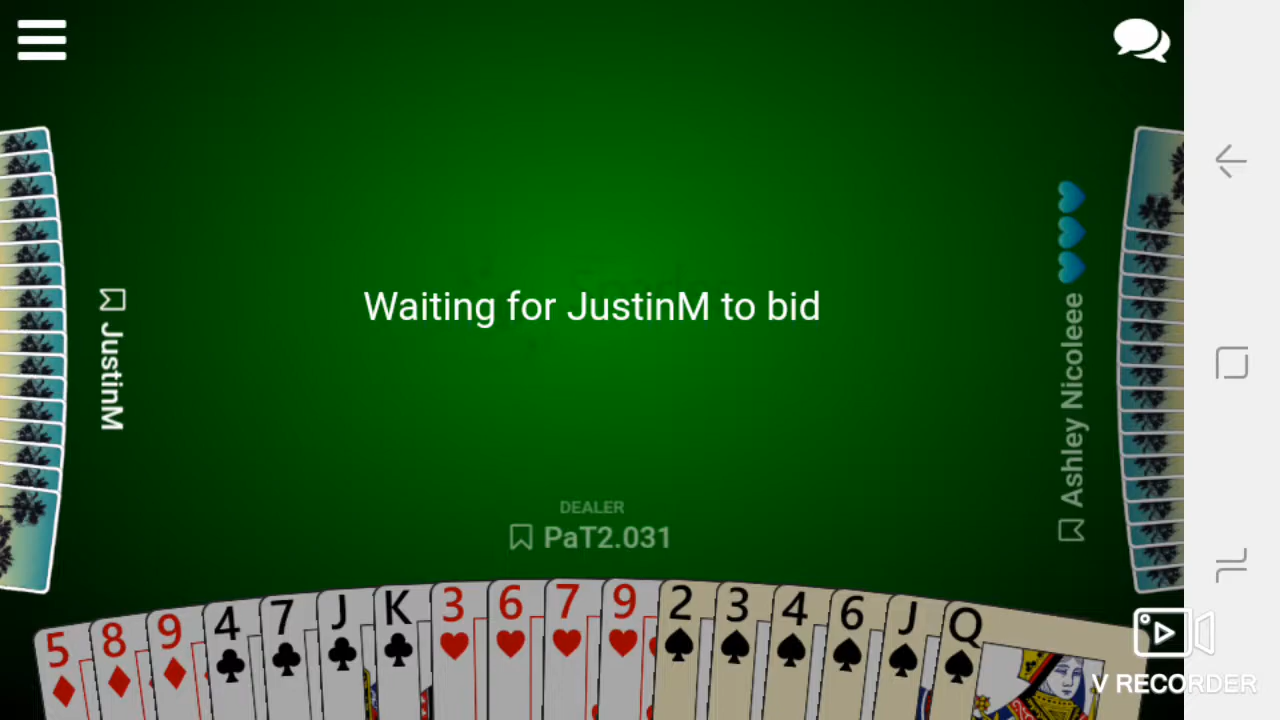 Waiting for JustinM to bid
JustinM
Ashley Nicoleee 💙💙💙
DEALER
PaT2.031
5 8 9 4 7 J K 3 6 7 9 2 3 4 6 J Q
V RECORDER